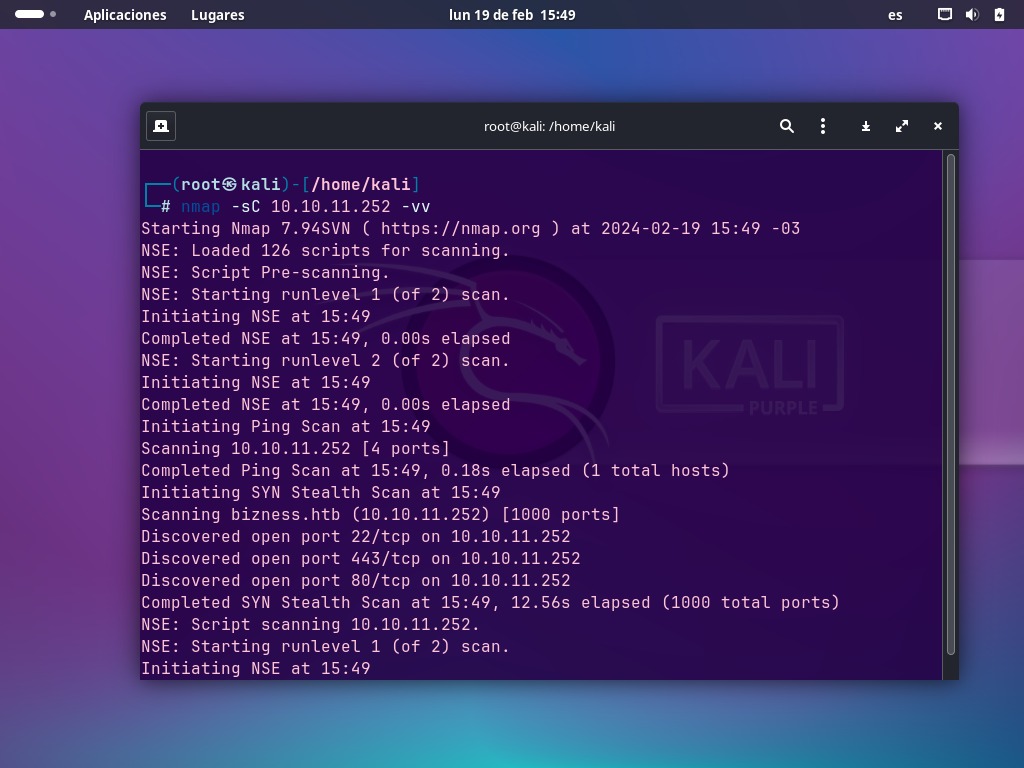 Aplicaciones Lugares lun 19 de feb 15:49 es
root@kali: /home/kali
┌──(root㉿kali)-[/home/kali]
└─# nmap -sC 10.10.11.252 -vv
Starting Nmap 7.94SVN ( https://nmap.org ) at 2024-02-19 15:49 -03
NSE: Loaded 126 scripts for scanning.
NSE: Script Pre-scanning.
NSE: Starting runlevel 1 (of 2) scan.
Initiating NSE at 15:49
Completed NSE at 15:49, 0.00s elapsed
NSE: Starting runlevel 2 (of 2) scan.
Initiating NSE at 15:49
Completed NSE at 15:49, 0.00s elapsed
Initiating Ping Scan at 15:49
Scanning 10.10.11.252 [4 ports]
Completed Ping Scan at 15:49, 0.18s elapsed (1 total hosts)
Initiating SYN Stealth Scan at 15:49
Scanning bizness.htb (10.10.11.252) [1000 ports]
Discovered open port 22/tcp on 10.10.11.252
Discovered open port 443/tcp on 10.10.11.252
Discovered open port 80/tcp on 10.10.11.252
Completed SYN Stealth Scan at 15:49, 12.56s elapsed (1000 total ports)
NSE: Script scanning 10.10.11.252.
NSE: Starting runlevel 1 (of 2) scan.
Initiating NSE at 15:49
KALI
PURPLE